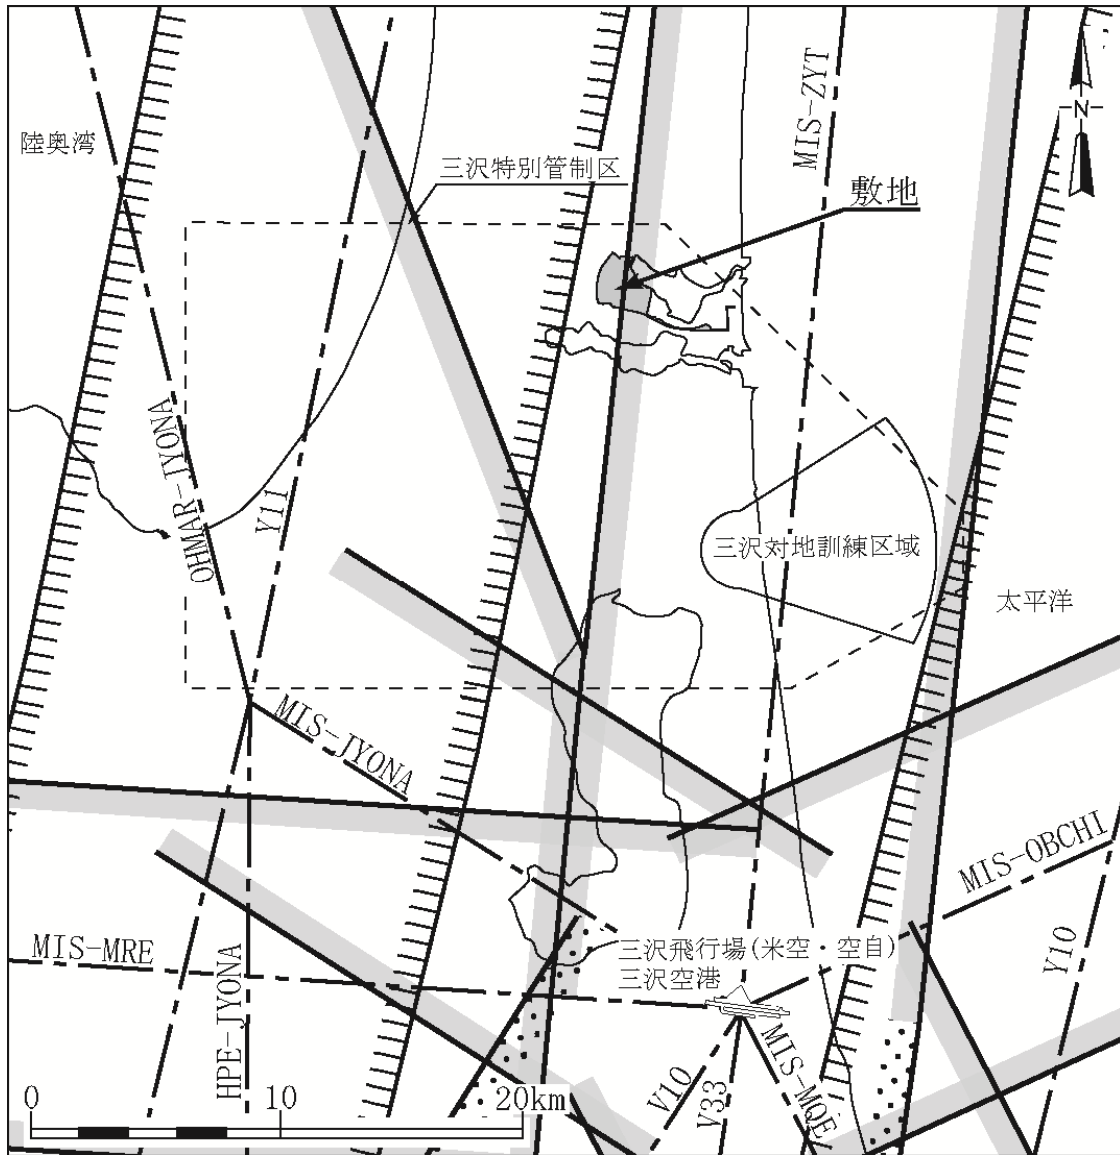 MIS-ZYT
N
陸奥湾
三沢特別管制区
敷地
OHMAR-JYONA
Y11
三沢対地訓練区域
太平洋
MIS-JYONA
MIS-OBCHI
MIS-MRE
三沢飛行場(米空・空自)
三沢空港
Y10
HPE-JYONA
MIS-MQE
V10
V33
0
10
20km